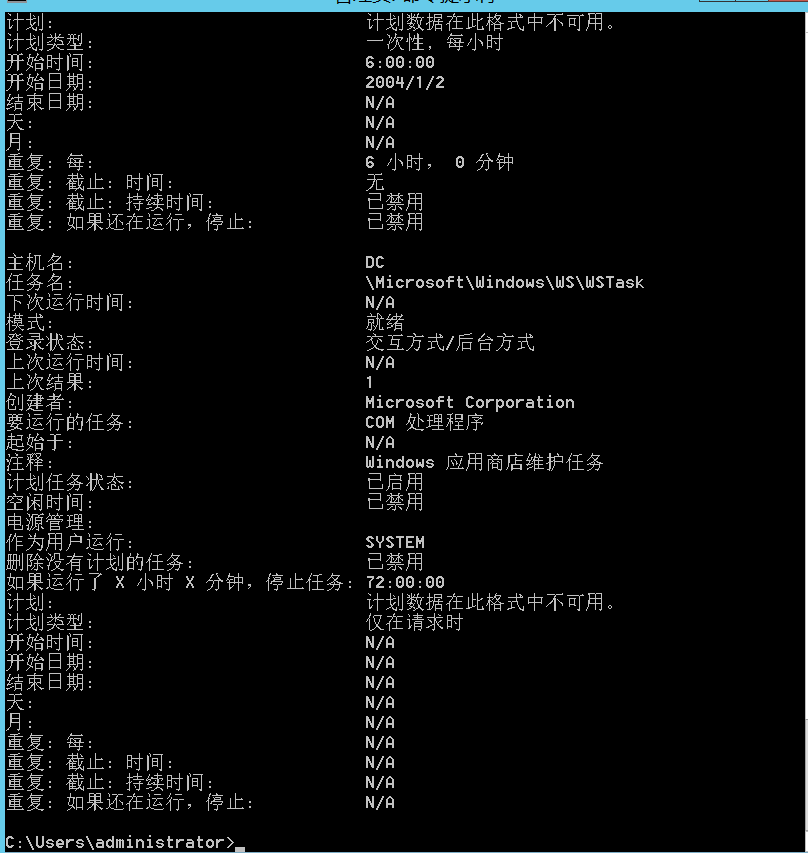 计划: 计划数据在此格式中不可用。
计划类型: 一次性, 每小时
开始时间: 6:00:00
开始日期: 2004/1/2
结束日期: N/A
天: N/A
月: N/A
重复: 每: 6 小时, 0 分钟
重复: 截止: 时间: 无
重复: 截止: 持续时间: 已禁用
重复: 如果还在运行,停止: 已禁用
主机名: DC
任务名: \Microsoft\Windows\WS\WSTask
下次运行时间: N/A
模式: 就绪
登录状态: 交互方式/后台方式
上次运行时间: N/A
上次结果: 1
创建者: Microsoft Corporation
要运行的任务: COM 处理程序
起始于: N/A
注释: Windows 应用商店维护任务
计划任务状态: 已启用
空闲时间: 已禁用
电源管理:
作为用户运行: SYSTEM
删除没有计划的任务: 已禁用
如果运行了 X 小时 X 分钟,停止任务: 72:00:00
计划: 计划数据在此格式中不可用。
计划类型: 仅在请求时
开始时间: N/A
开始日期: N/A
结束日期: N/A
天: N/A
月: N/A
重复: 每: N/A
重复: 截止: 时间: N/A
重复: 截止: 持续时间: N/A
重复: 如果还在运行,停止: N/A
C:\Users\administrator>